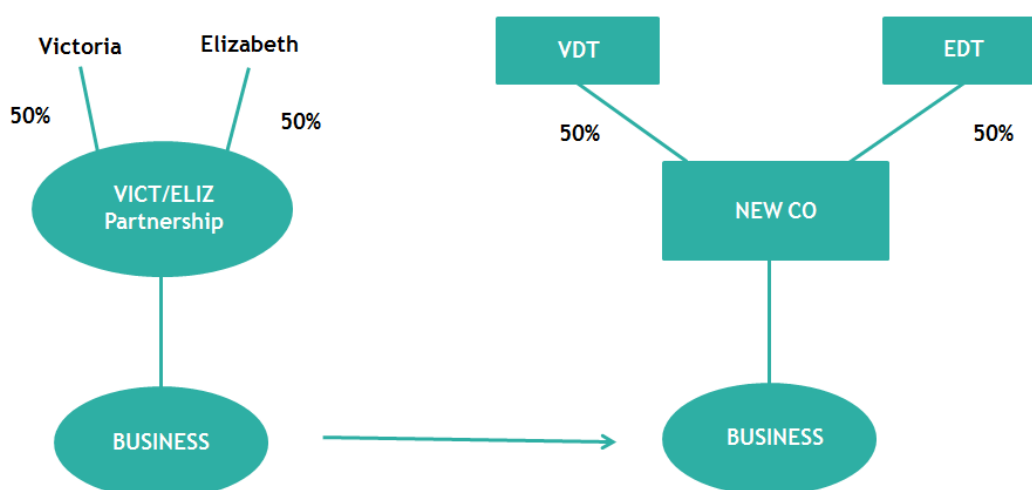 Victoria
Elizabeth
50%
50%
VICT/ELIZ
Partnership
BUSINESS
VDT
EDT
50%
50%
NEW CO
BUSINESS